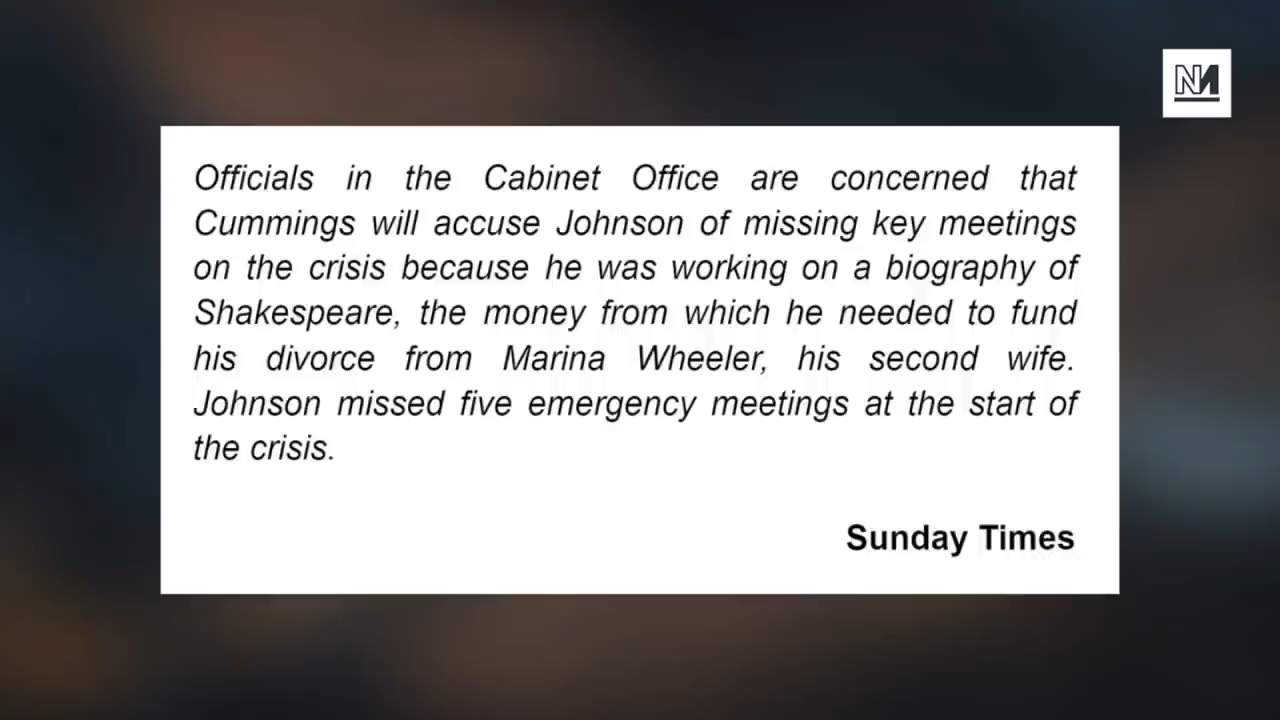 NM
Officials in the Cabinet Office are concerned that
Cummings will accuse Johnson of missing key meetings
on the crisis because he was working on a biography of
Shakespeare, the money from which he needed to fund
his divorce from Marina Wheeler, his second wife.
Johnson missed five emergency meetings at the start of
the crisis.
Sunday Times